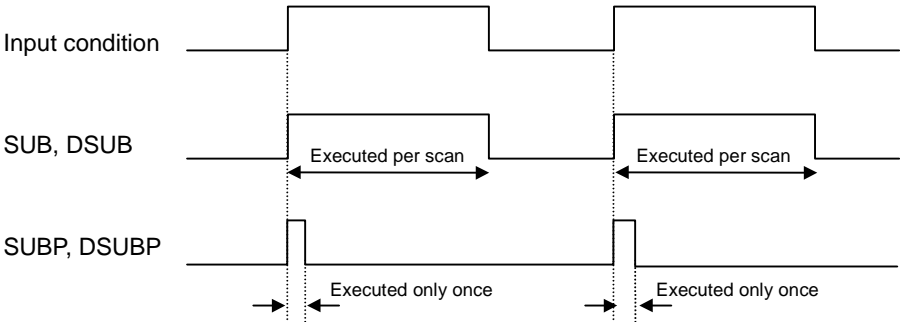 Input condition
SUB, DSUB
Executed per scan
Executed per scan
SUBP, DSUBP
Executed only once
Executed only once